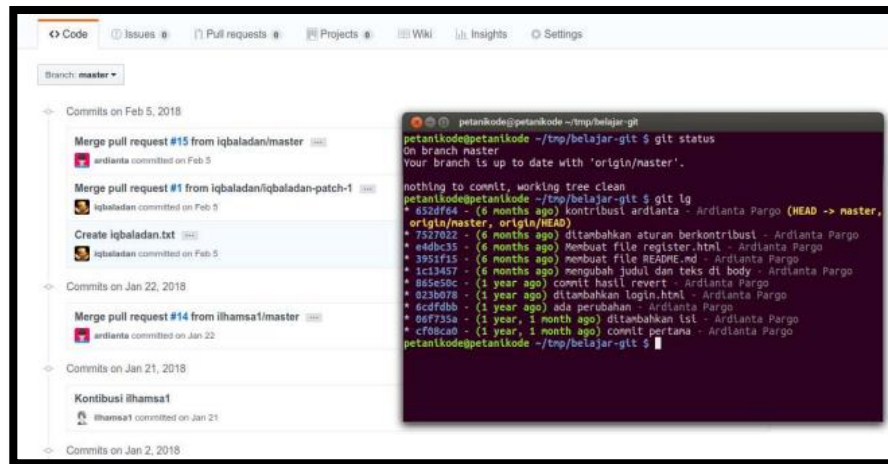 Code Issues 0 Pull requests 0 Projects 0 Wiki Insights Settings
Branch: master
Commits on Feb 5, 2018
Merge pull request #15 from iqbaladan/master
ardianta committed on Feb 5
Merge pull request #1 from iqbaladan/iqbaladan-patch-1
iqbaladan committed on Feb 5
Create iqbaladan.txt
iqbaladan committed on Feb 5
Commits on Jan 22, 2018
Merge pull request #14 from ilhamsa1/master
ardianta committed on Jan 22
Commits on Jan 21, 2018
Kontibusi ilhamsa1
ilhamsa1 committed on Jan 21
Commits on Jan 2, 2018
petanikode@petanikode ~/tmp/belajar-git
petanikode@petanikode ~/tmp/belajar-git $ git status
On branch master
Your branch is up to date with 'origin/master'.
nothing to commit, working tree clean
petanikode@petanikode ~/tmp/belajar-git $ git lg
* 652df64 - (6 months ago) kontribusi ardianta - Ardianta Pargo (HEAD -> master,
origin/master, origin/HEAD)
* 7527022 - (6 months ago) ditambahkan aturan berkontribusi - Ardianta Pargo
* e4dbc35 - (6 months ago) Membuat file register.html - Ardianta Pargo
* 3951f15 - (6 months ago) membuat file README.md - Ardianta Pargo
* 1c13457 - (6 months ago) mengubah judul dan teks di body - Ardianta Pargo
* 865e50c - (1 year ago) commit hasil revert - Ardianta Pargo
* 023b078 - (1 year ago) ditambahkan login.html - Ardianta Pargo
* 6cdfdbb - (1 year ago) ada perubahan - Ardianta Pargo
* 06f735a - (1 year, 1 month ago) ditambahkan isi - Ardianta Pargo
* cf08ca0 - (1 year, 1 month ago) commit pertama - Ardianta Pargo
petanikode@petanikode ~/tmp/belajar-git $